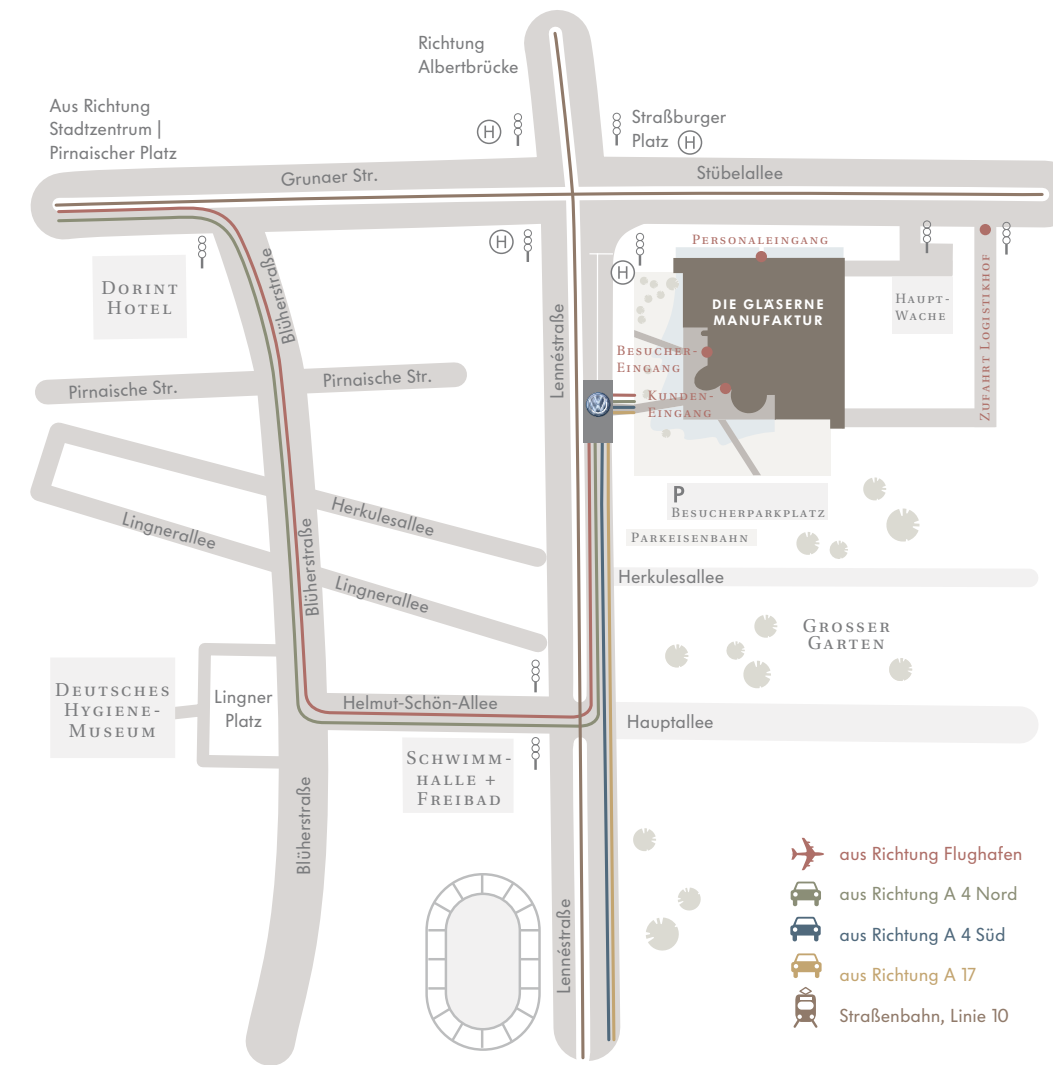 Richtung
Albertbrücke
Aus Richtung
Stadtzentrum |
Pirnaischer Platz
H
Straßburger
Platz H
Grunaer Str.
Stübelallee
H
PERSONALEINGANG
H
DORINT
HOTEL
Blüherstraße
Lennéstraße
DIE GLÄSERNE
MANUFAKTUR
HAUPT-
WACHE
ZUFAHRT LOGISTIKHOF
BESUCHER-
EINGANG
KUNDEN-
EINGANG
Pirnaische Str.
Pirnaische Str.
P
BESUCHERPARKPLATZ
PARKEISENBAHN
Herkulesallee
Lingnerallee
Blüherstraße
Lingnerallee
Herkulesallee
GROSSER
GARTEN
DEUTSCHES
HYGIENE-
MUSEUM
Lingner
Platz
Helmut-Schön-Allee
Hauptallee
SCHWIMM-
HALLE +
FREIBAD
Blüherstraße
Lennéstraße
aus Richtung Flughafen
aus Richtung A 4 Nord
aus Richtung A 4 Süd
aus Richtung A 17
Straßenbahn, Linie 10